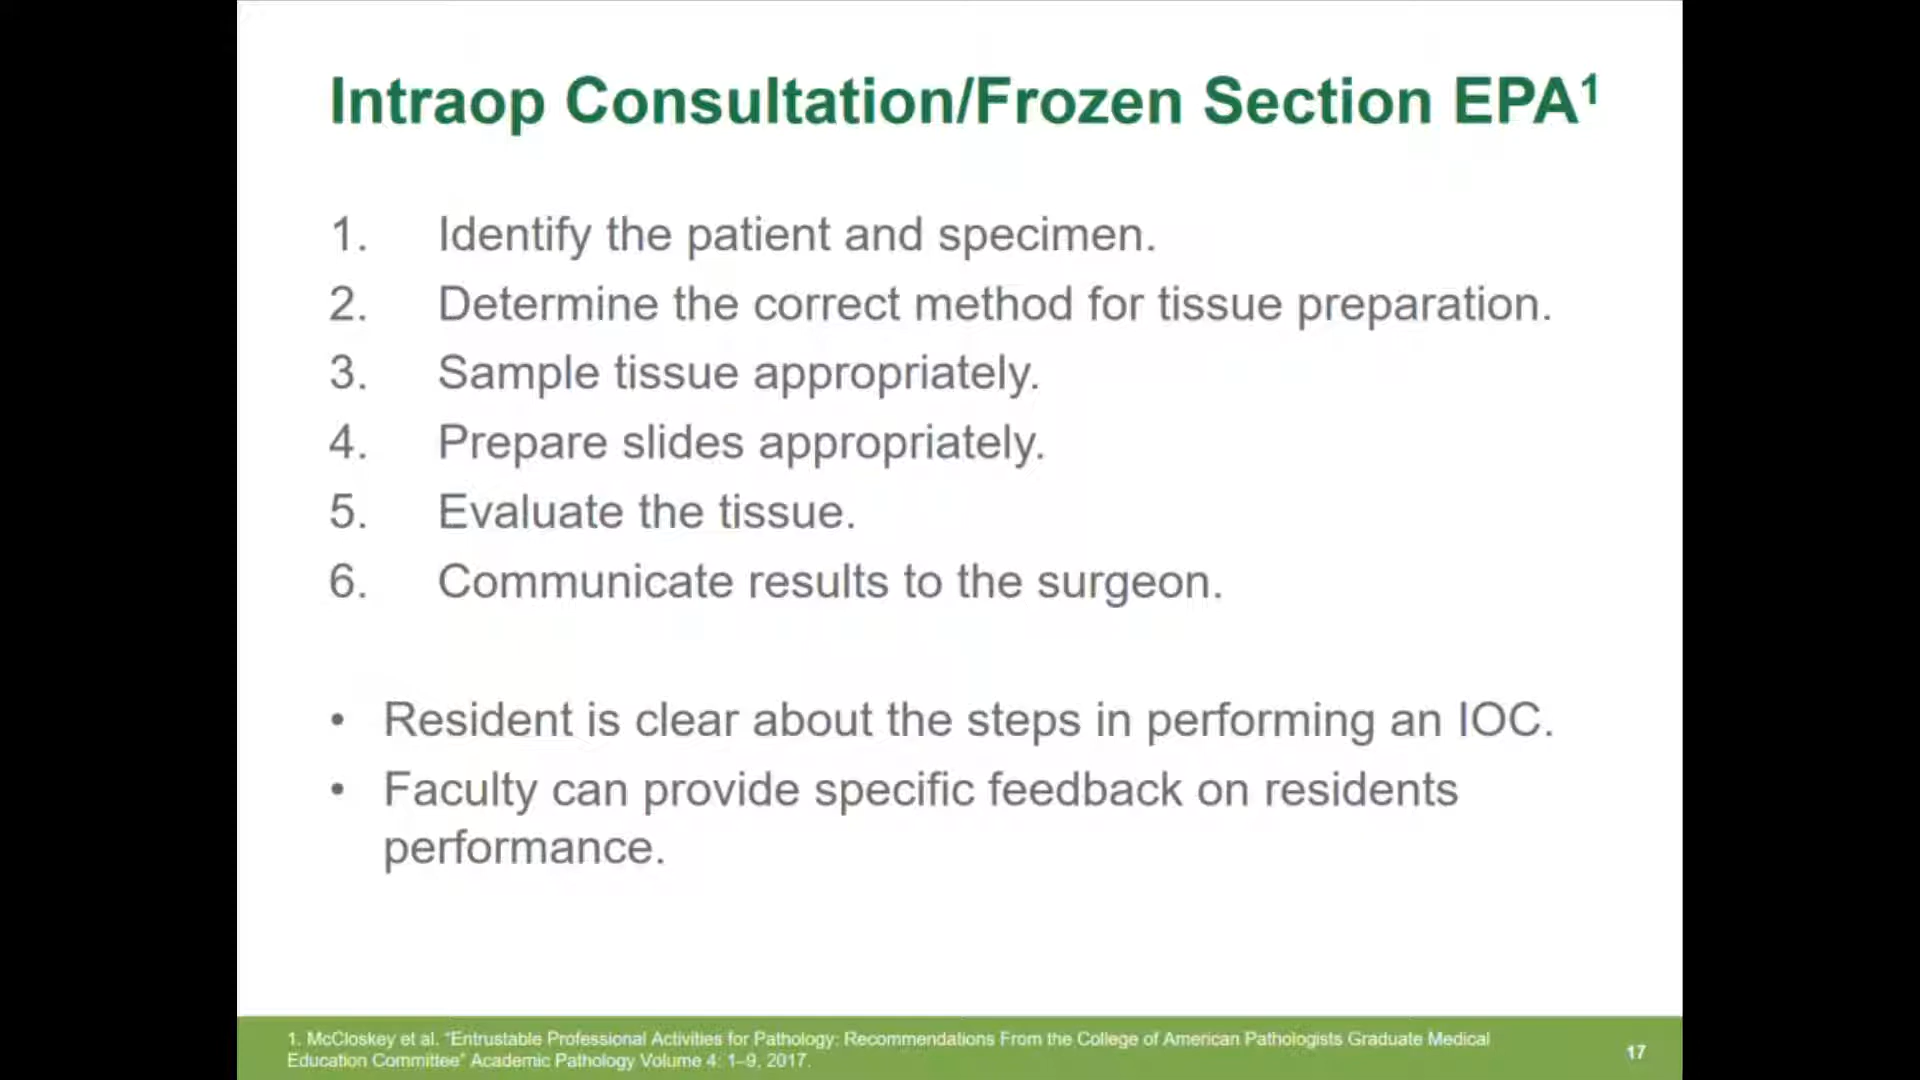 Intraop Consultation/Frozen Section EPA¹
1. Identify the patient and specimen.
2. Determine the correct method for tissue preparation.
3. Sample tissue appropriately.
4. Prepare slides appropriately.
5. Evaluate the tissue.
6. Communicate results to the surgeon.
• Resident is clear about the steps in performing an IOC.
• Faculty can provide specific feedback on residents
performance.
1. McCloskey et al. “Entrustable Professional Activities for Pathology: Recommendations From the College of American Pathologists Graduate Medical
Education Committee” Academic Pathology Volume 4: 1–9, 2017.
17